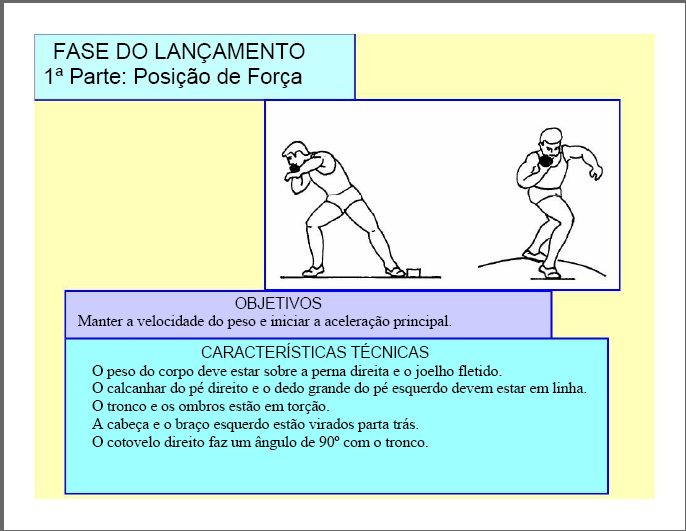 FASE DO LANÇAMENTO
1ª Parte: Posição de Força
OBJETIVOS
Manter a velocidade do peso e iniciar a aceleração principal.
CARACTERÍSTICAS TÉCNICAS
O peso do corpo deve estar sobre a perna direita e o joelho fletido.
O calcanhar do pé direito e o dedo grande do pé esquerdo devem estar em linha.
O tronco e os ombros estão em torção.
A cabeça e o braço esquerdo estão virados parta trás.
O cotovelo direito faz um ângulo de 90º com o tronco.